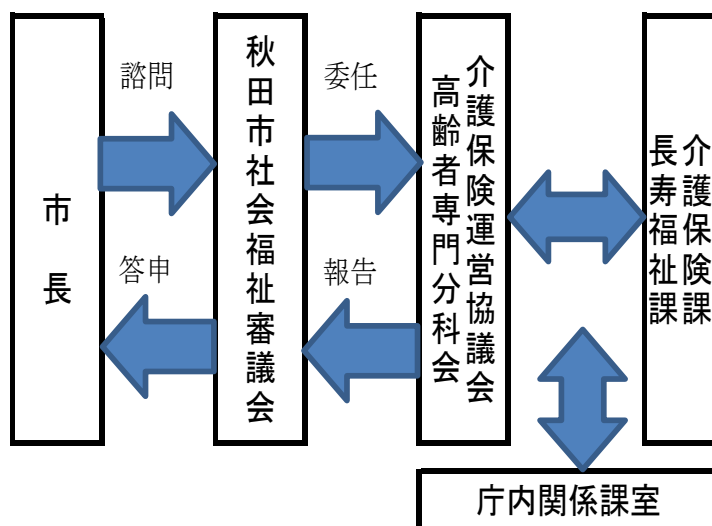 市長
諮問
答申
秋田市社会福祉審議会
委任
報告
介護保険運営協議会
高齢者専門分科会
介護保険課
長寿福祉課
庁内関係課室